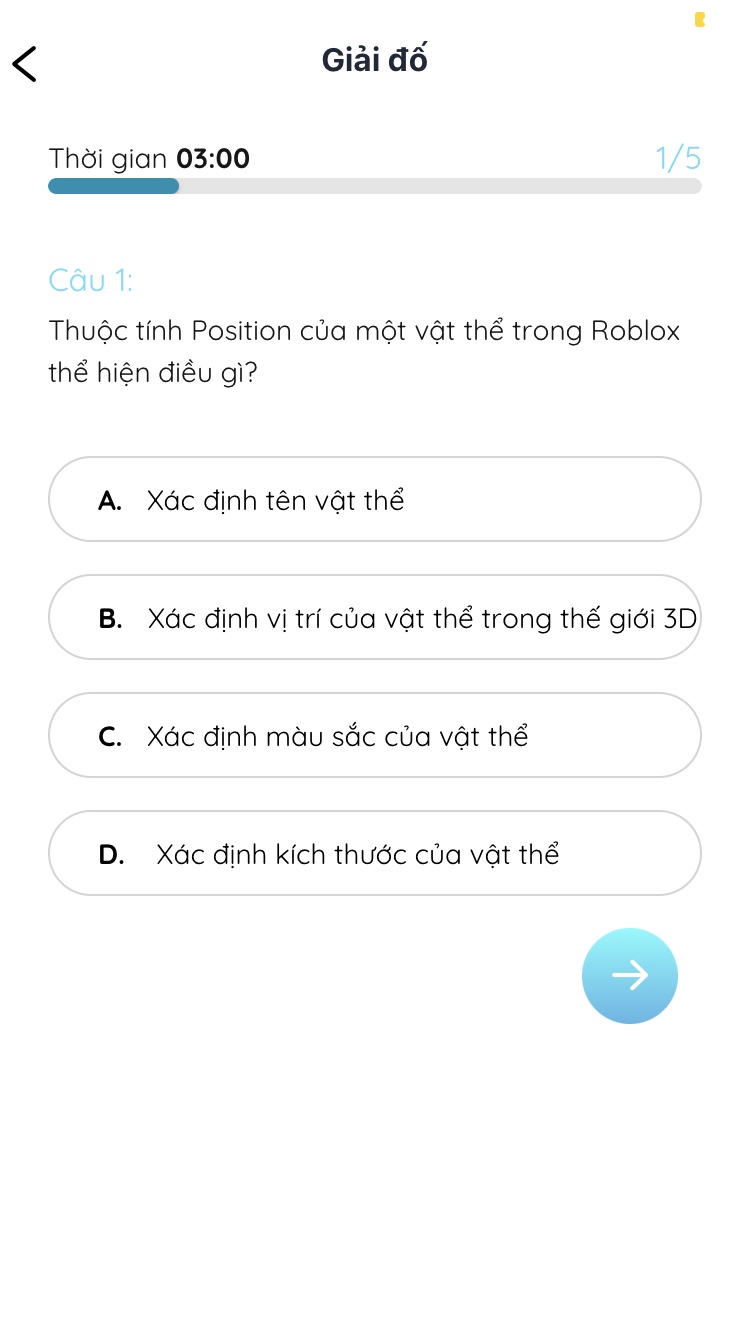 Giải đố
Thời gian 03:00
1/5
Câu 1:
Thuộc tính Position của một vật thể trong Roblox
thể hiện điều gì?
A. Xác định tên vật thể
B. Xác định vị trí của vật thể trong thế giới 3D
C. Xác định màu sắc của vật thể
D. Xác định kích thước của vật thể